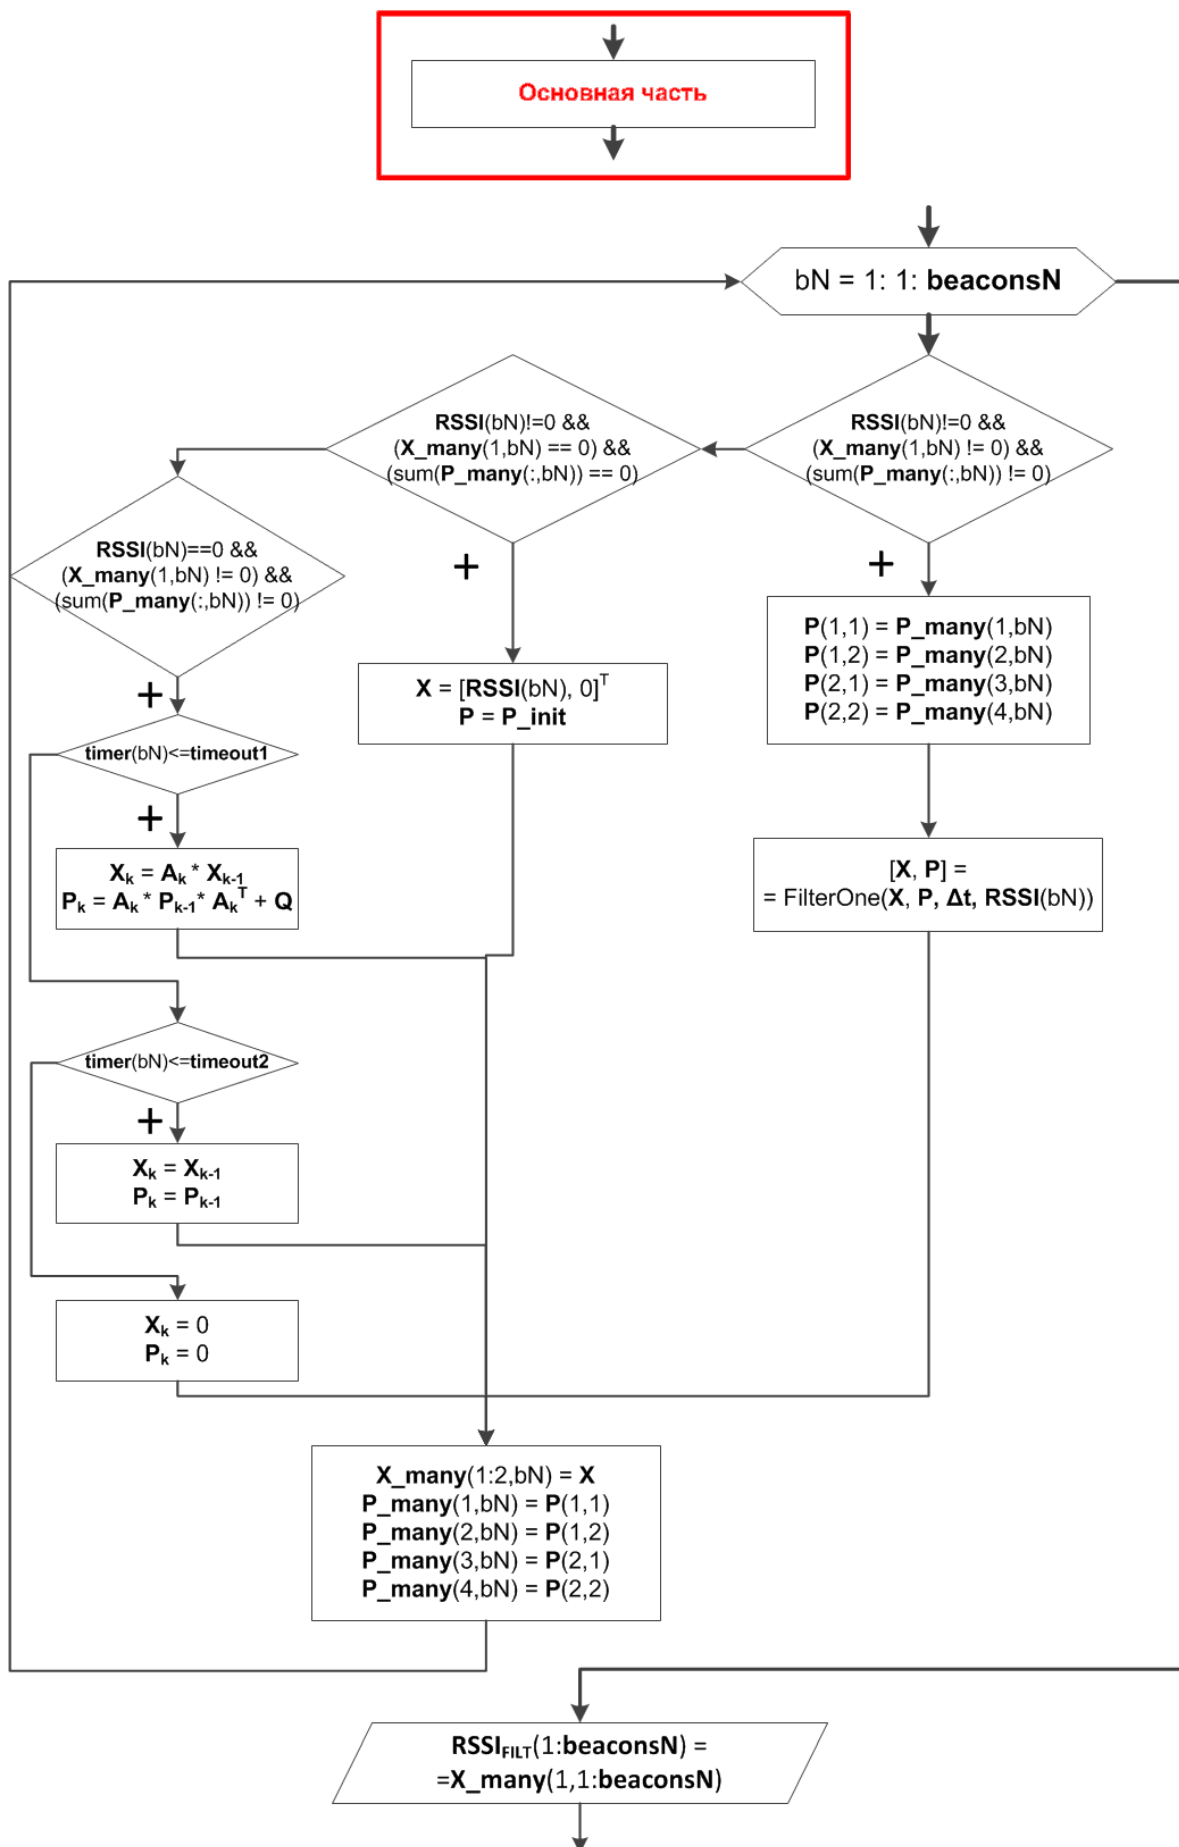 Основная часть
bN = 1: 1: beaconsN
RSSI(bN)!=0 &&
(X_many(1,bN) != 0) &&
(sum(P_many(:,bN)) != 0)
RSSI(bN)!=0 &&
(X_many(1,bN) == 0) &&
(sum(P_many(:,bN)) == 0)
RSSI(bN)==0 &&
(X_many(1,bN) != 0) &&
(sum(P_many(:,bN)) != 0)
+
+
+
P(1,1) = P_many(1,bN)
P(1,2) = P_many(2,bN)
P(2,1) = P_many(3,bN)
P(2,2) = P_many(4,bN)
X = [RSSI(bN), 0]ᵀ
P = P_init
timer(bN)<=timeout1
+
[X, P] =
= FilterOne(X, P, Δt, RSSI(bN))
Xₖ = Aₖ * Xₖ₋₁
Pₖ = Aₖ * Pₖ₋₁* Aₖᵀ + Q
timer(bN)<=timeout2
+
Xₖ = Xₖ₋₁
Pₖ = Pₖ₋₁
Xₖ = 0
Pₖ = 0
X_many(1:2,bN) = X
P_many(1,bN) = P(1,1)
P_many(2,bN) = P(1,2)
P_many(3,bN) = P(2,1)
P_many(4,bN) = P(2,2)
RSSI_FILT(1:beaconsN) =
=X_many(1,1:beaconsN)